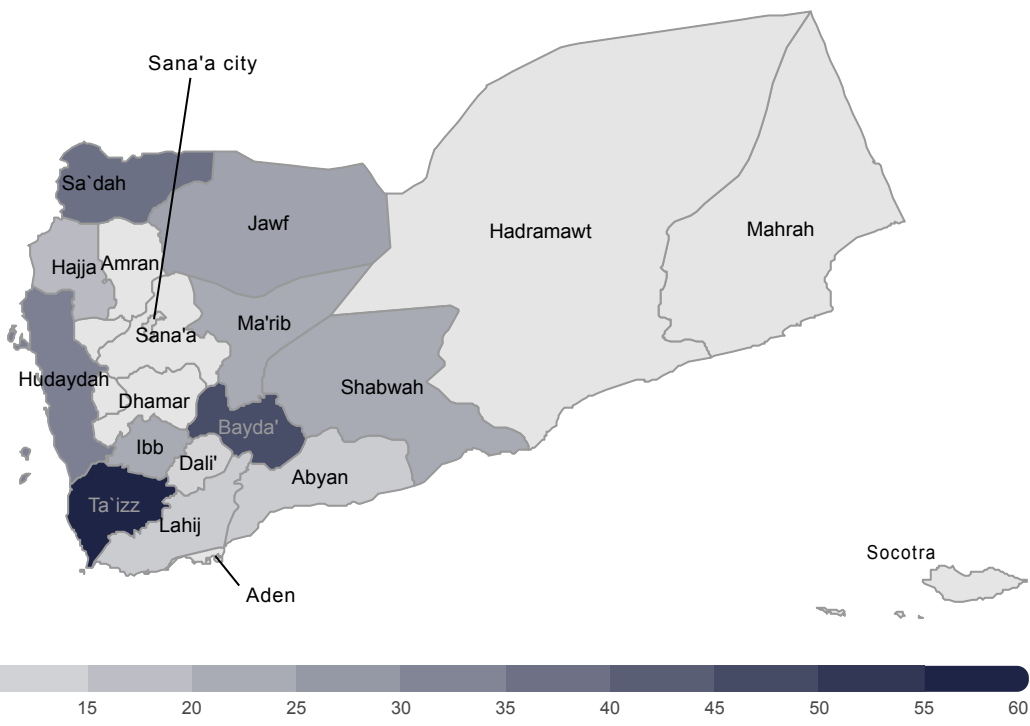 Sana'a city
Sa`dah
Jawf
Hadramawt
Mahrah
Hajja
Amran
Ma'rib
Sana'a
Hudaydah
Shabwah
Dhamar
Bayda'
Ibb
Dali'
Abyan
Ta`izz
Lahij
Socotra
Aden
15 20 25 30 35 40 45 50 55 60